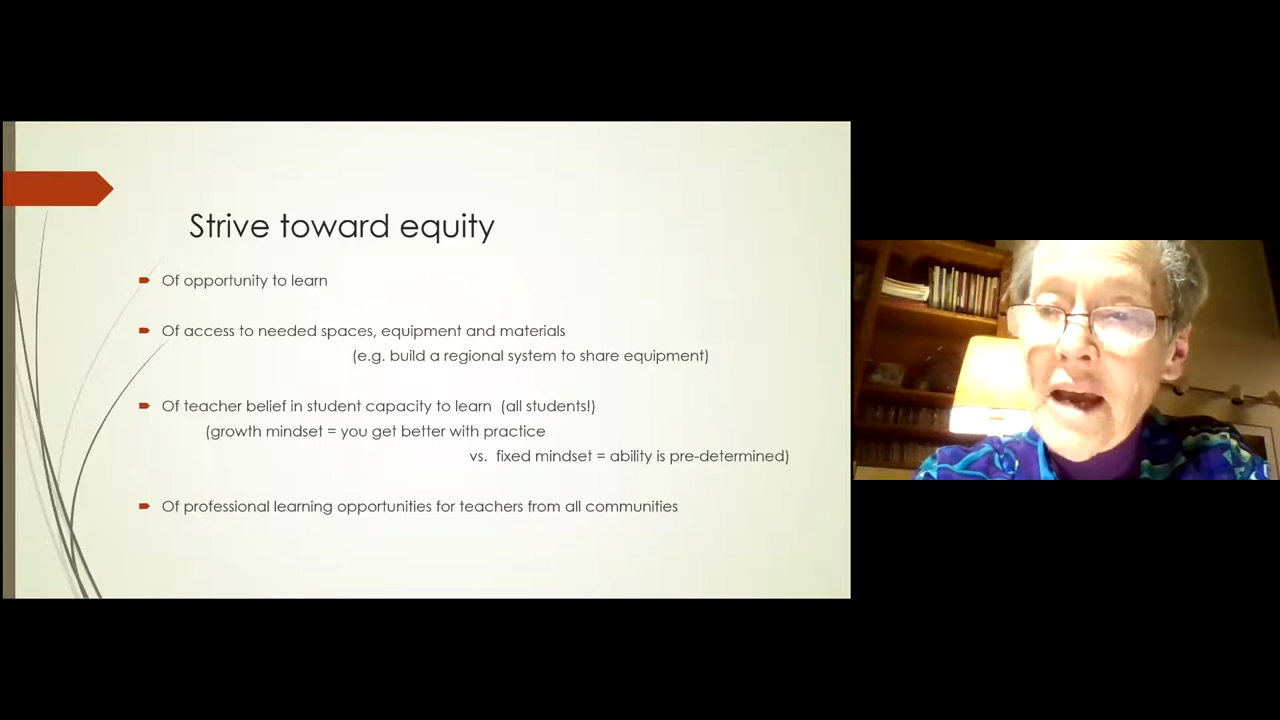 Strive toward equity
Of opportunity to learn
Of access to needed spaces, equipment and materials
(e.g. build a regional system to share equipment)
Of teacher belief in student capacity to learn (all students!)
(growth mindset = you get better with practice
vs. fixed mindset = ability is pre-determined)
Of professional learning opportunities for teachers from all communities